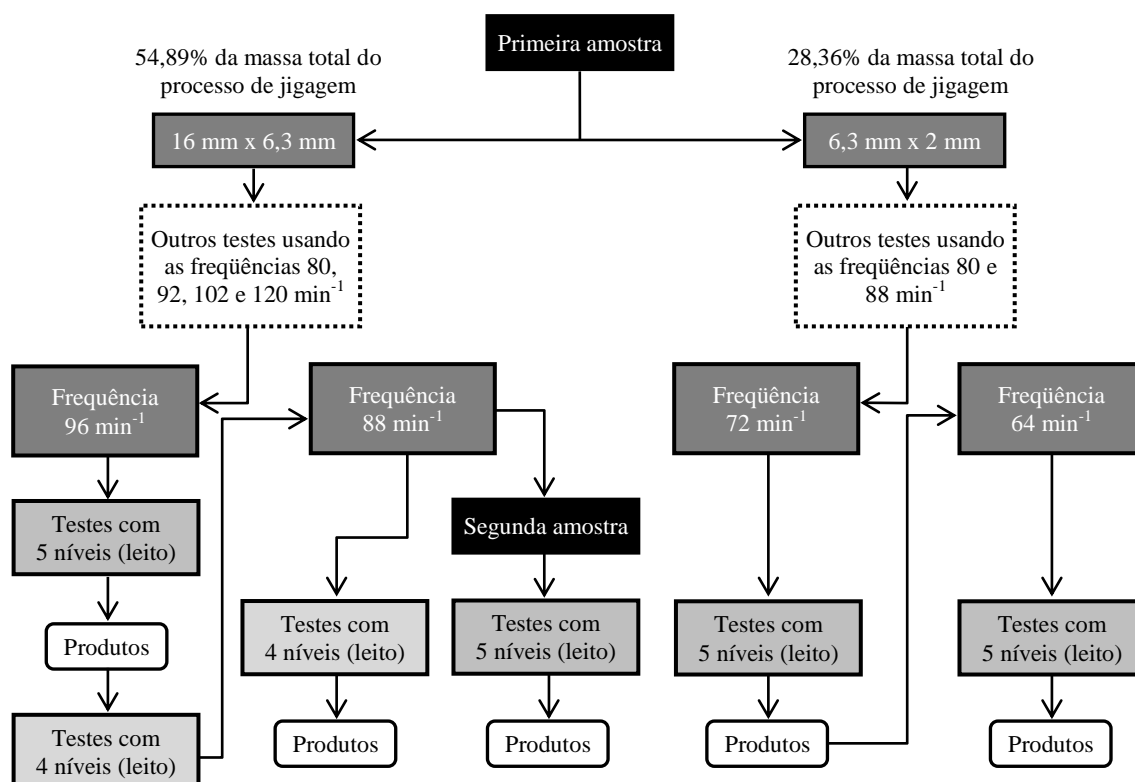 Primeira amostra
54,89% da massa total do
processo de jigagem
28,36% da massa total do
processo de jigagem
16 mm x 6,3 mm
6,3 mm x 2 mm
Outros testes usando
as freqüências 80,
92, 102 e 120 min⁻¹
Outros testes usando
as freqüências 80 e
88 min⁻¹
Frequência
96 min⁻¹
Frequência
88 min⁻¹
Freqüência
72 min⁻¹
Freqüência
64 min⁻¹
Testes com
5 níveis (leito)
Segunda amostra
Produtos
Testes com
4 níveis (leito)
Testes com
5 níveis (leito)
Testes com
5 níveis (leito)
Testes com
5 níveis (leito)
Testes com
4 níveis (leito)
Produtos
Produtos
Produtos
Produtos